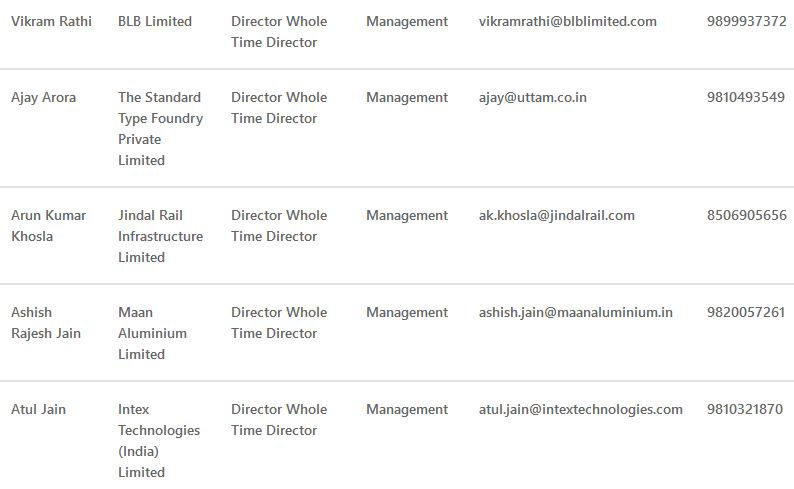 Vikram Rathi BLB Limited Director Whole Management vikramrathi@blblimited.com 9899937372
Time Director
Ajay Arora The Standard Director Whole Management ajay@uttam.co.in 9810493549
Type Foundry Time Director
Private
Limited
Arun Kumar Jindal Rail Director Whole Management ak.khosla@jindalrail.com 8506905656
Khosla Infrastructure Time Director
Limited
Ashish Maan Director Whole Management ashish.jain@maanaluminium.in 9820057261
Rajesh Jain Aluminium Time Director
Limited
Atul Jain Intex Director Whole Management atul.jain@intextechnologies.com 9810321870
Technologies Time Director
(India)
Limited